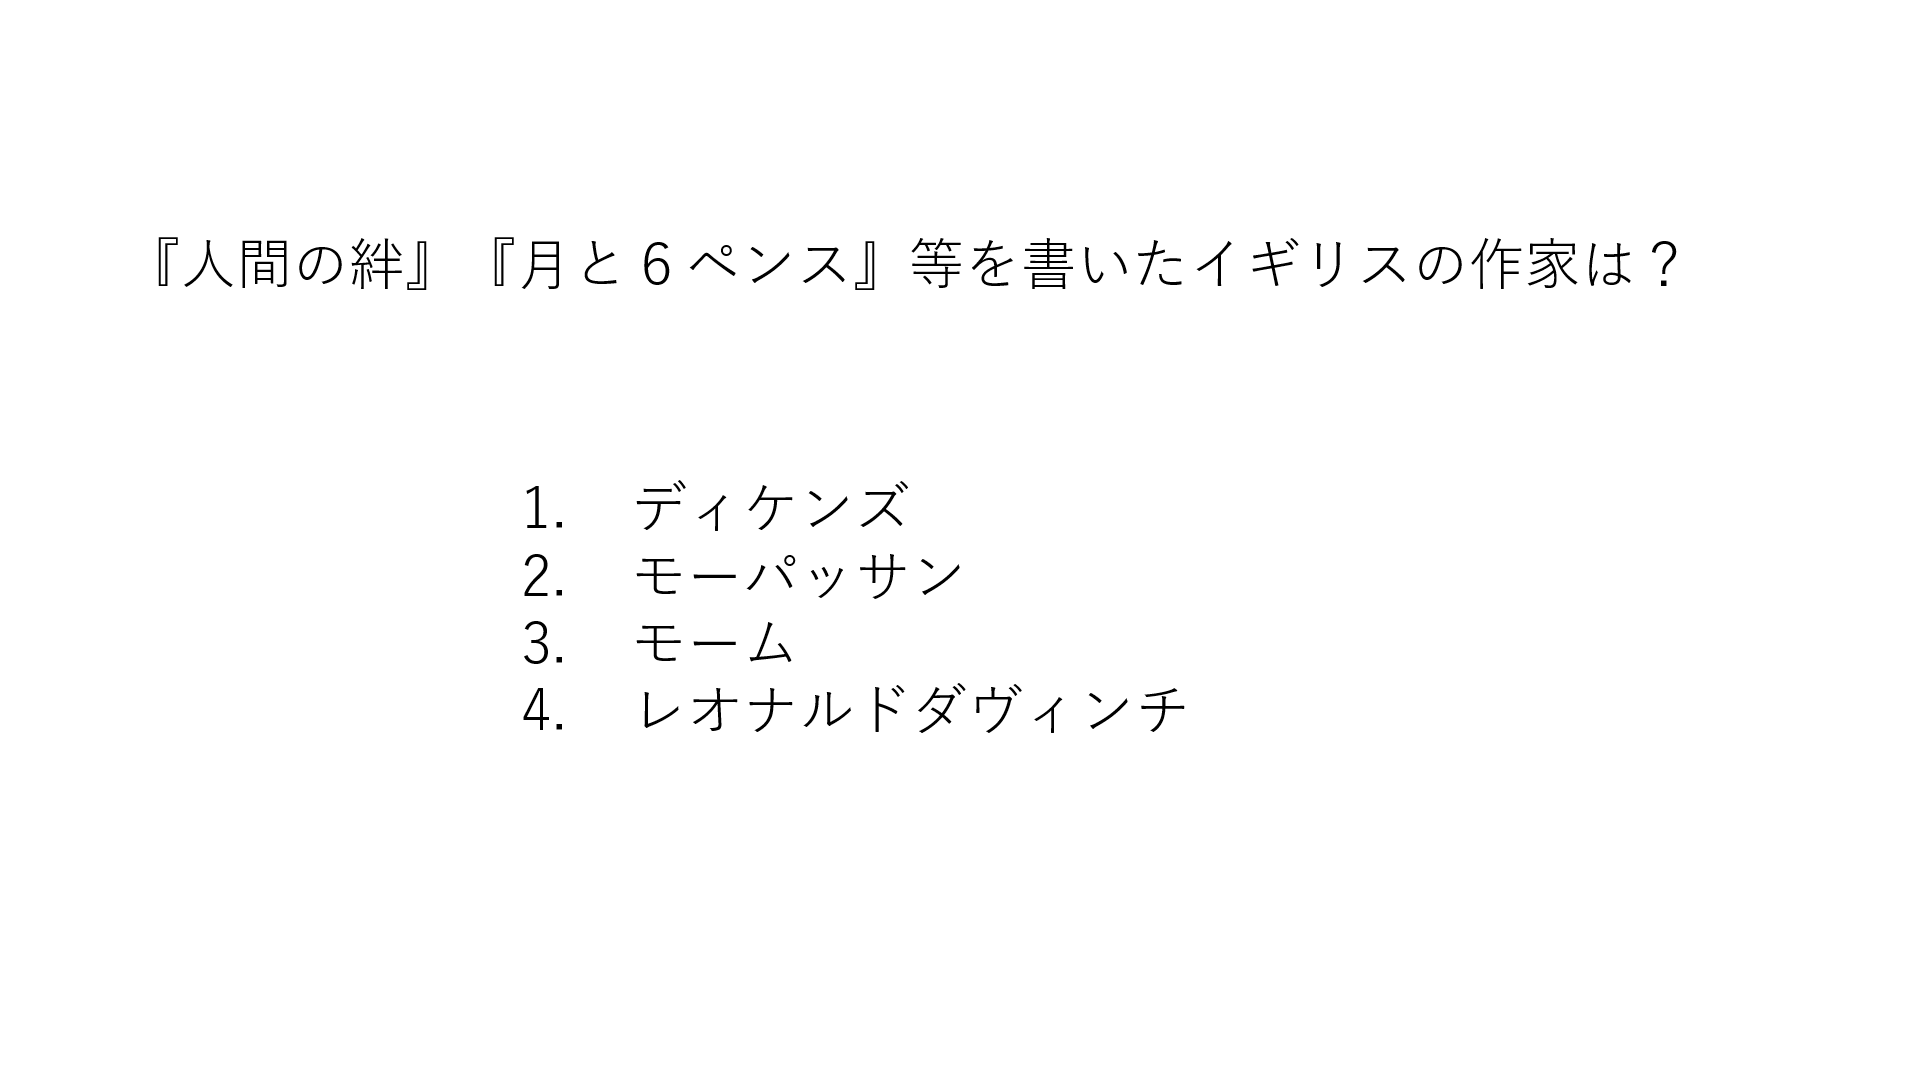 『人間の絆』『月と６ペンス』等を書いたイギリスの作家は？
1. ディケンズ
2. モーパッサン
3. モーム
4. レオナルドダヴィンチ